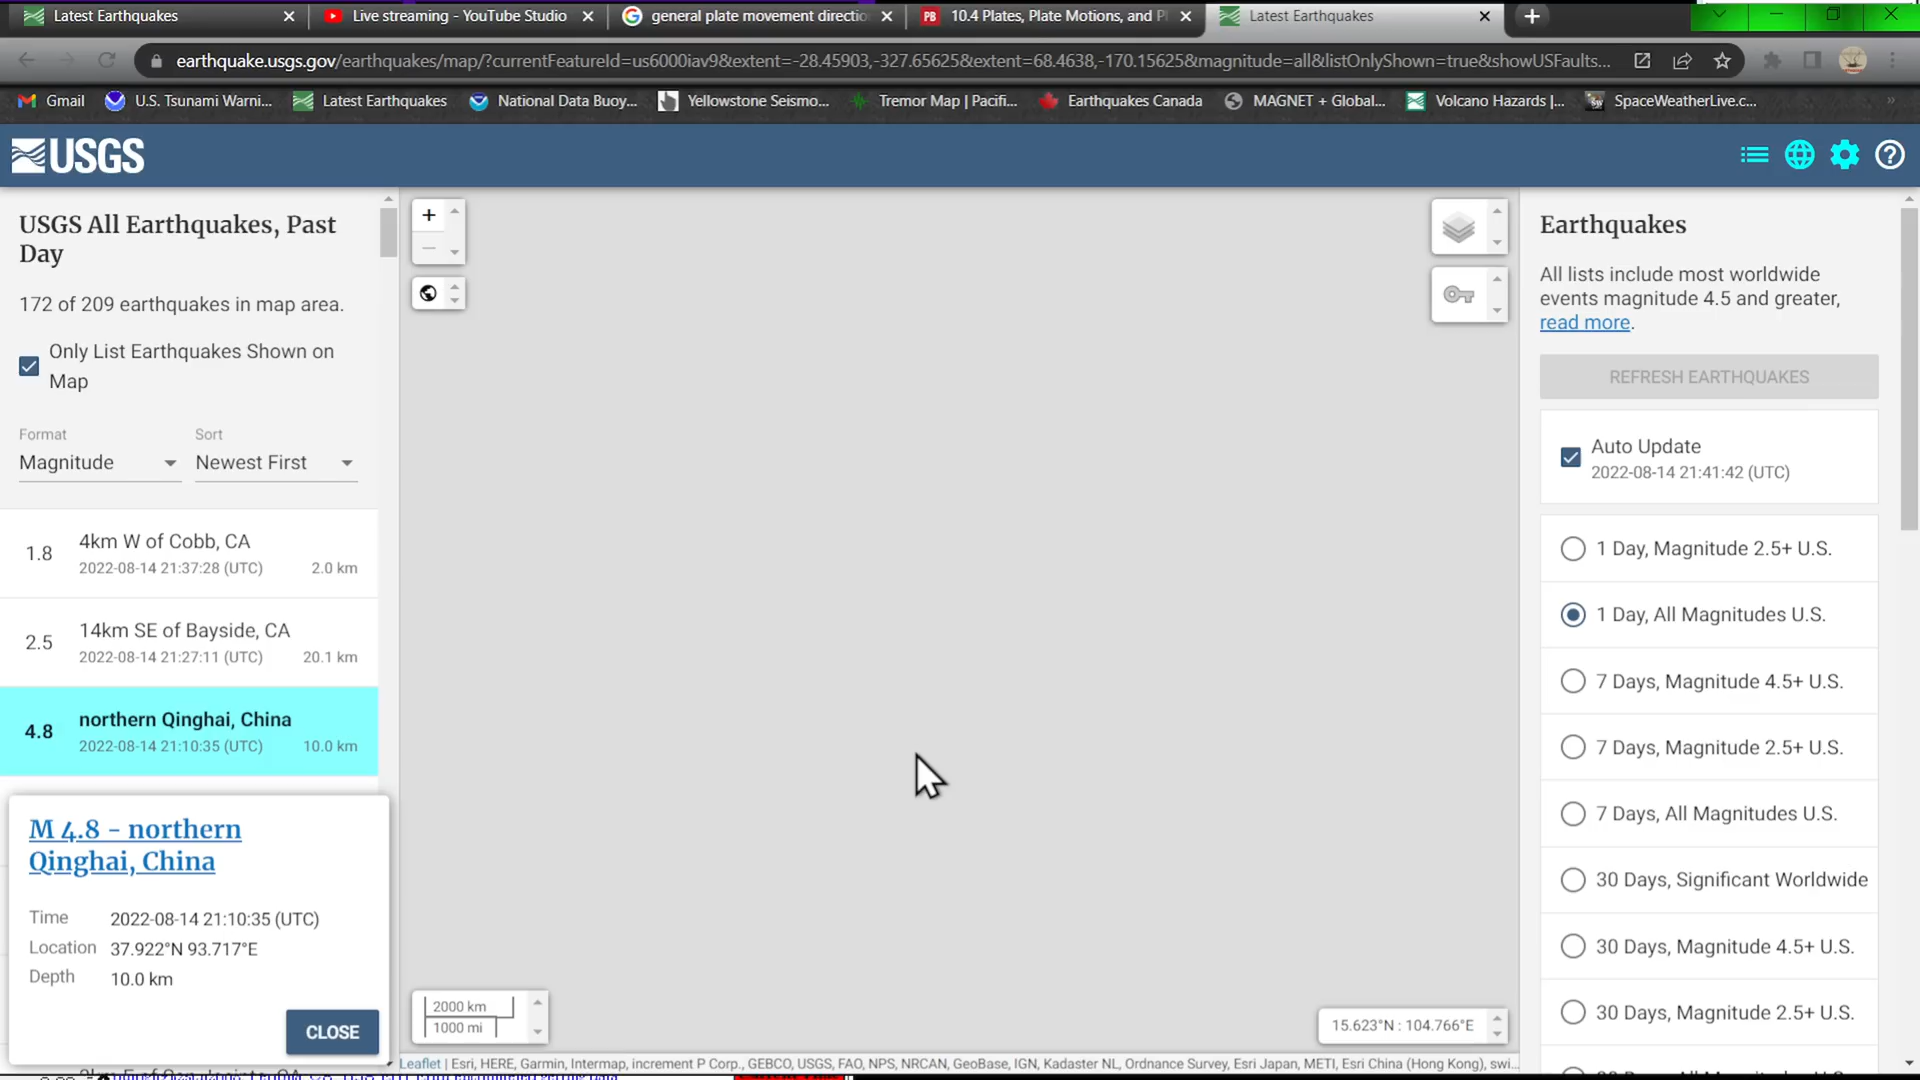 Latest Earthquakes
Live streaming - YouTube Studio
general plate movement directio
10.4 Plates, Plate Motions, and Pl
Latest Earthquakes
earthquake.usgs.gov/earthquakes/map/?currentFeatureId=us6000iav9&extent=-28.45903,-327.65625&extent=68.4638,-170.15625&magnitude=all&listOnlyShown=true&showUSFaults...
Gmail
U.S. Tsunami Warni...
Latest Earthquakes
National Data Buoy...
Yellowstone Seismo...
Tremor Map | Pacifi...
Earthquakes Canada
MAGNET + Global...
Volcano Hazards |...
SpaceWeatherLive.c...
USGS
USGS All Earthquakes, Past
Day
172 of 209 earthquakes in map area.
Only List Earthquakes Shown on
Map
Format
Sort
Magnitude
Newest First
1.8
4km W of Cobb, CA
2022-08-14 21:37:28 (UTC)
2.0 km
2.5
14km SE of Bayside, CA
2022-08-14 21:27:11 (UTC)
20.1 km
4.8
northern Qinghai, China
2022-08-14 21:10:35 (UTC)
10.0 km
M 4.8 - northern
Qinghai, China
Time
2022-08-14 21:10:35 (UTC)
Location
37.922°N 93.717°E
Depth
10.0 km
CLOSE
+
−
2000 km
1000 mi
15.623°N : 104.766°E
Leaflet | Esri, HERE, Garmin, Intermap, increment P Corp., GEBCO, USGS, FAO, NPS, NRCAN, GeoBase, IGN, Kadaster NL, Ordnance Survey, Esri Japan, METI, Esri China (Hong Kong), swi...
Earthquakes
All lists include most worldwide
events magnitude 4.5 and greater,
read more.
REFRESH EARTHQUAKES
Auto Update
2022-08-14 21:41:42 (UTC)
1 Day, Magnitude 2.5+ U.S.
1 Day, All Magnitudes U.S.
7 Days, Magnitude 4.5+ U.S.
7 Days, Magnitude 2.5+ U.S.
7 Days, All Magnitudes U.S.
30 Days, Significant Worldwide
30 Days, Magnitude 4.5+ U.S.
30 Days, Magnitude 2.5+ U.S.